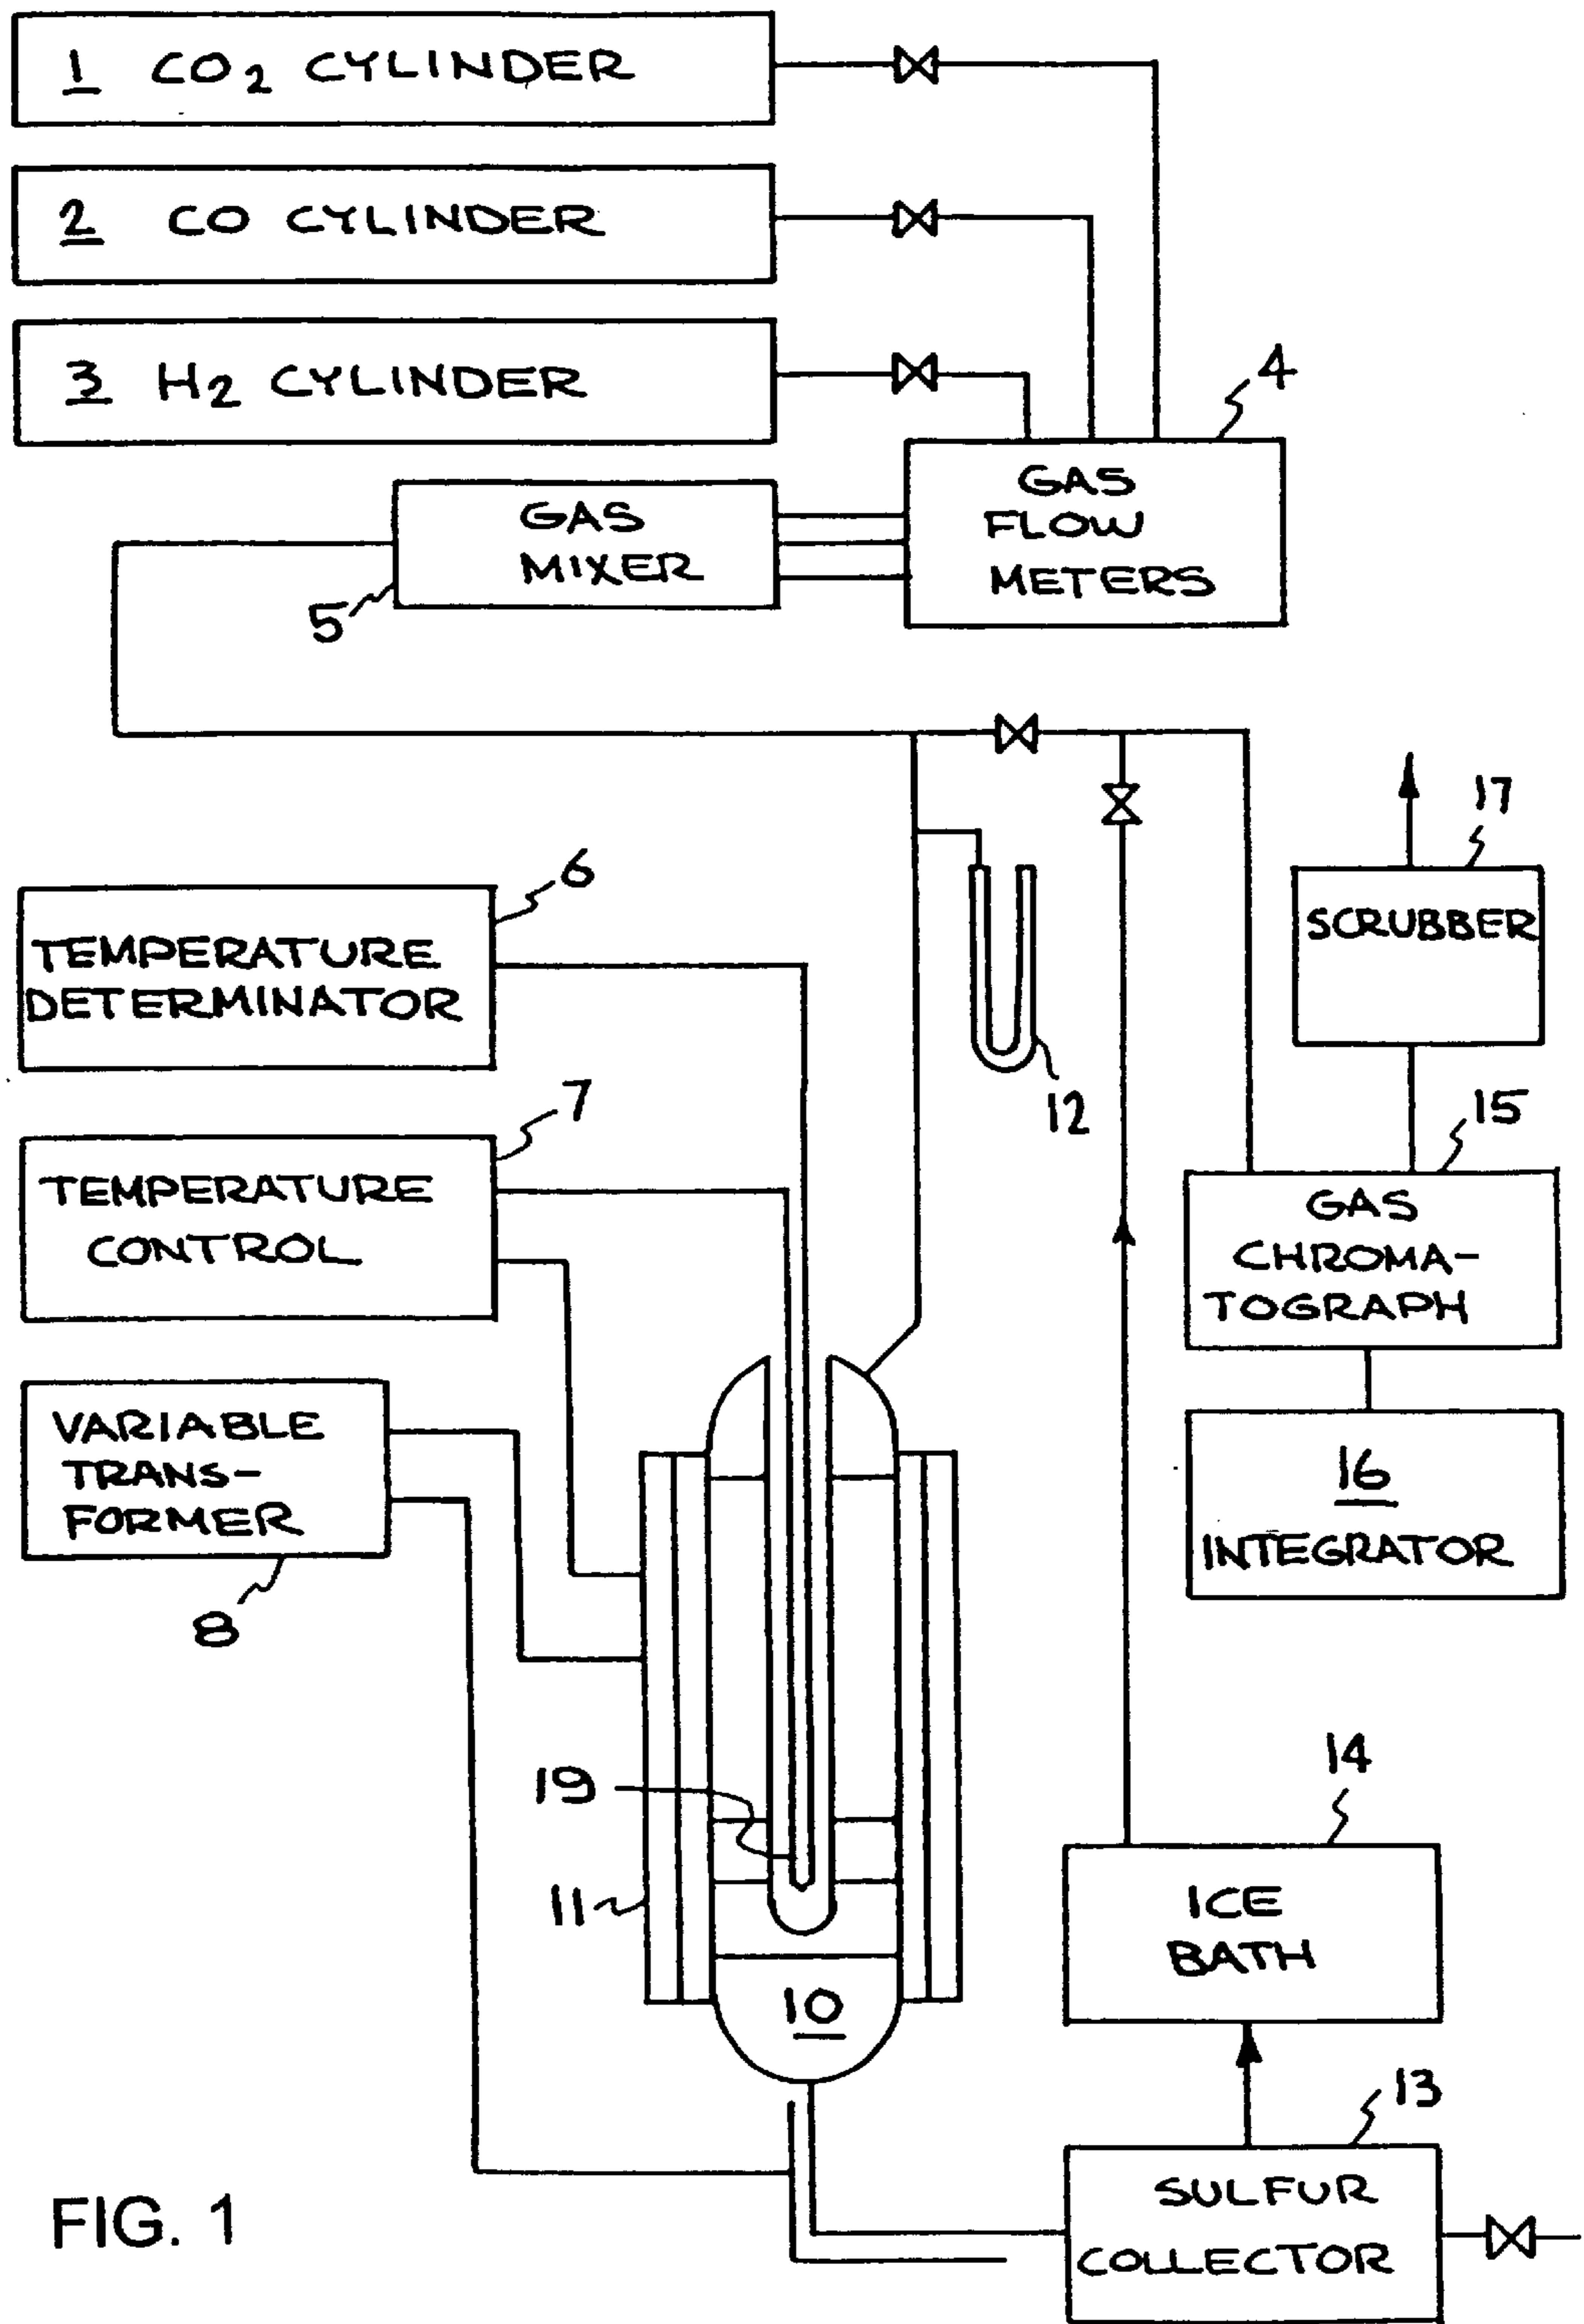 1 CO2 CYLINDER
2 CO CYLINDER
3 H2 CYLINDER
4
GAS
FLOW
METERS
GAS
MIXER
5
17
SCRUBBER
6
TEMPERATURE
DETERMINATOR
12
7
TEMPERATURE
CONTROL
15
GAS
CHROMA-
TOGRAPH
VARIABLE
TRANS-
FORMER
8
16
INTEGRATOR
19
11
10
14
ICE
BATH
13
SULFUR
COLLECTOR
FIG. 1